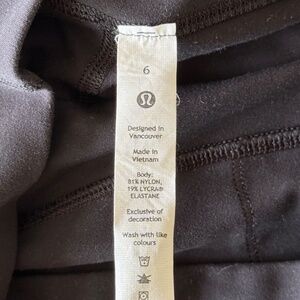 6
Designed in
Vancouver
Made in
Vietnam
Body:
81% NYLON,
19% LYCRA®
ELASTANE
Exclusive of
decoration
Wash with like
colours